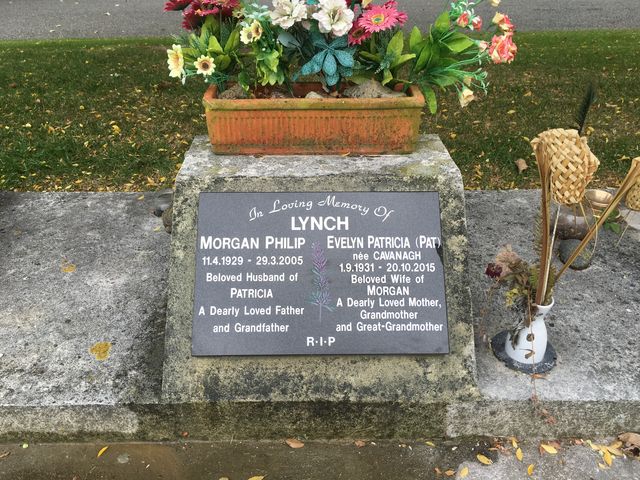 In Loving Memory Of
LYNCH
MORGAN PHILIP
11.4.1929 - 29.3.2005
Beloved Husband of
PATRICIA
A Dearly Loved Father
and Grandfather
EVELYN PATRICIA (PAT)
née CAVANAGH
1.9.1931 - 20.10.2015
Beloved Wife of
MORGAN
A Dearly Loved Mother,
Grandmother
and Great-Grandmother
R·I·P